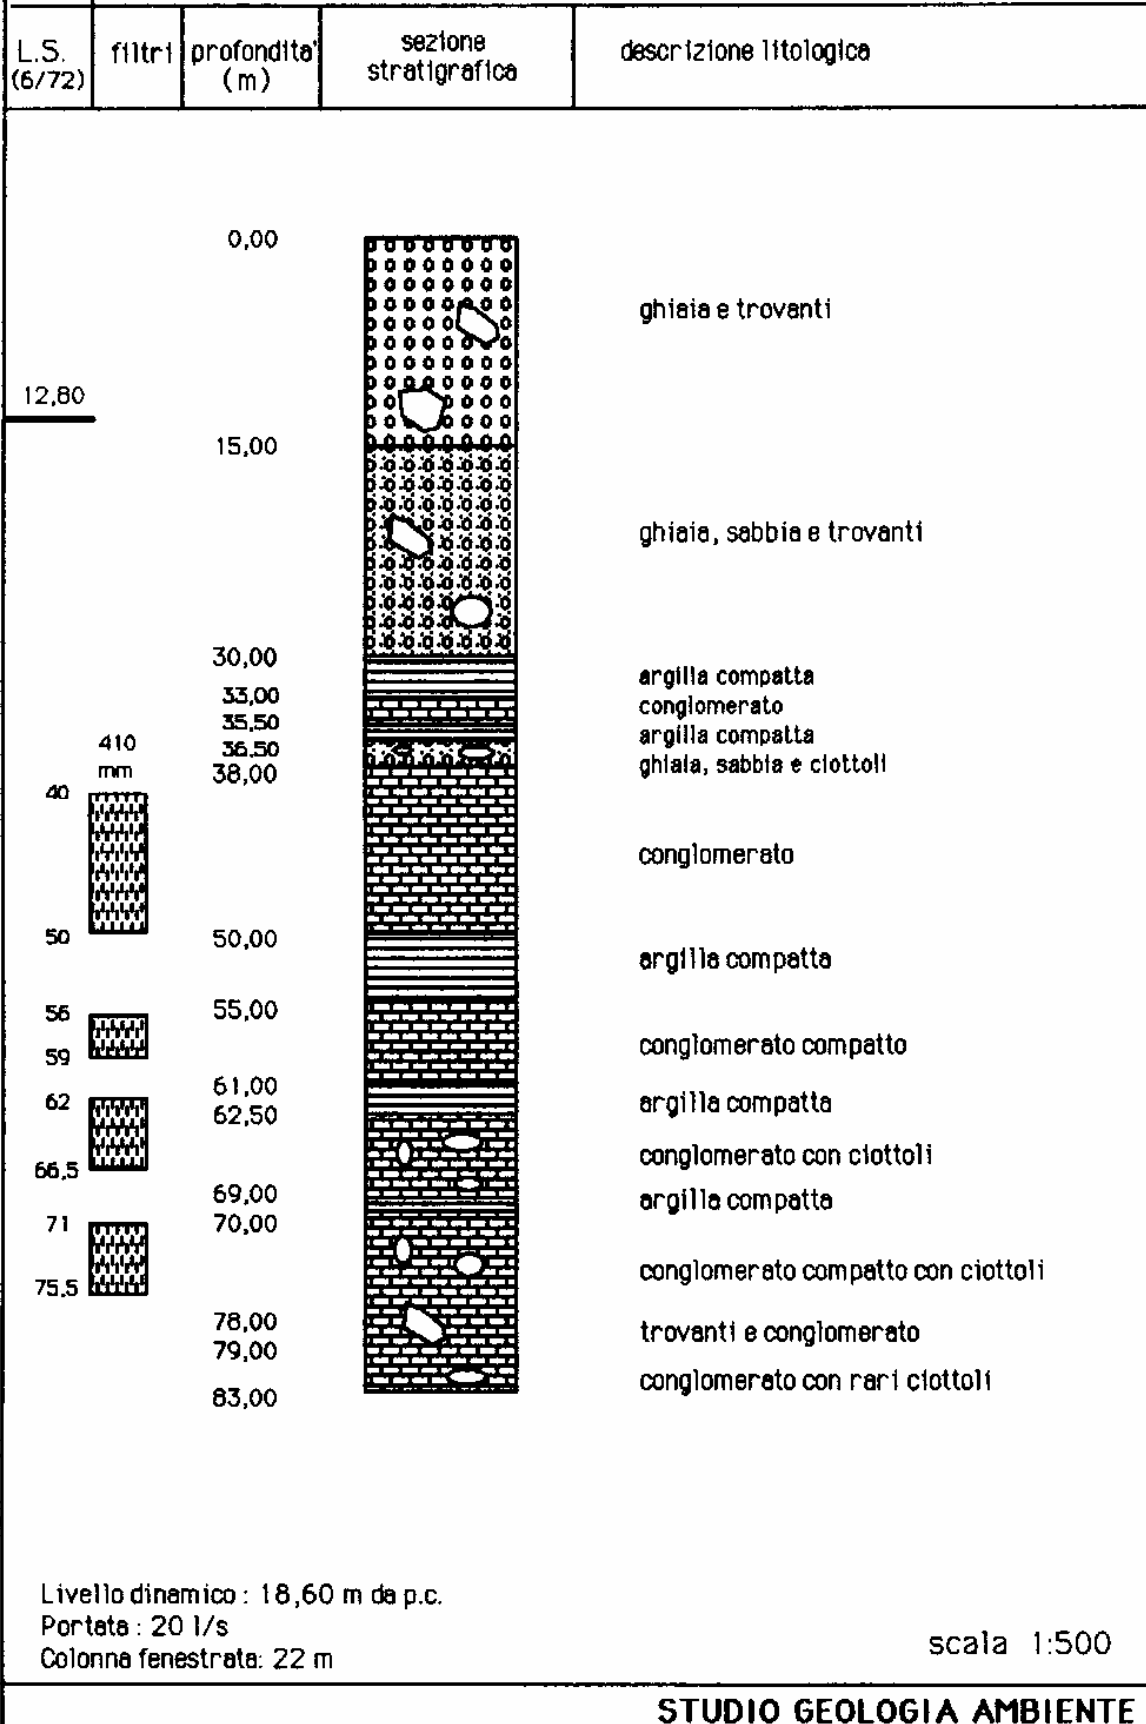 L.S.
(6/72)
filtri
profondita'
(m)
sezione
stratigrafica
descrizione litologica
0,00
ghiaia e trovanti
12,80
15,00
ghiaia, sabbia e trovanti
30,00
argilla compatta
33,00
conglomerato
35,50
argilla compatta
410
mm
36,50
ghiaia, sabbia e ciottoli
38,00
40
conglomerato
50
50,00
argilla compatta
56
55,00
59
conglomerato compatto
61,00
62
62,50
argilla compatta
66,5
conglomerato con ciottoli
69,00
argilla compatta
71
70,00
75,5
conglomerato compatto con ciottoli
78,00
trovanti e conglomerato
79,00
conglomerato con rari ciottoli
83,00
Livello dinamico : 18,60 m da p.c.
Portata : 20 l/s
Colonna fenestrata: 22 m
scala 1:500
STUDIO GEOLOGIA AMBIENTE